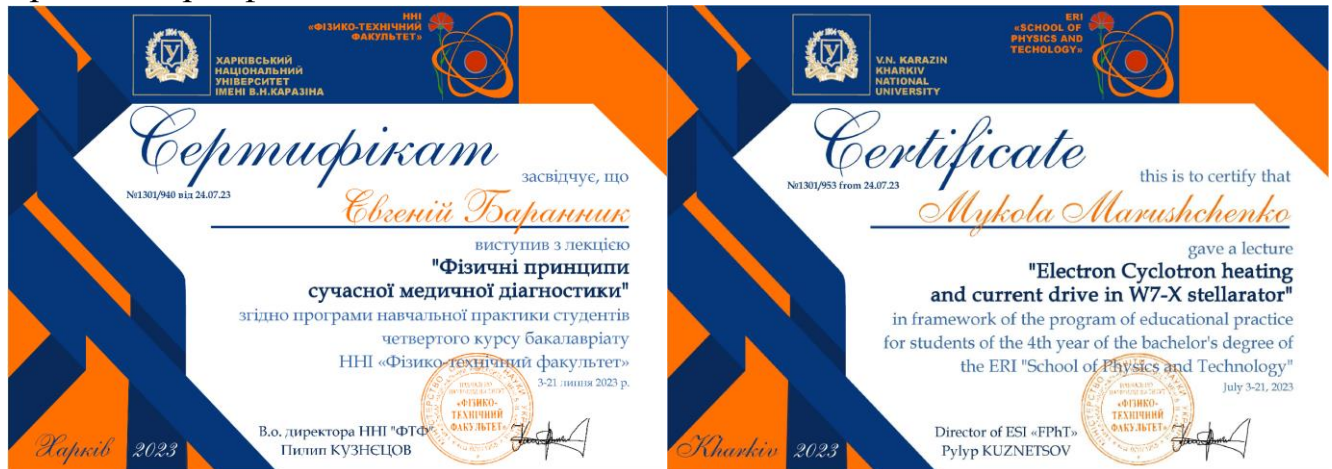 ННІ
«ФІЗИКО-ТЕХНІЧНИЙ
ФАКУЛЬТЕТ»
ХАРКІВСЬКИЙ
НАЦІОНАЛЬНИЙ
УНІВЕРСИТЕТ
ІМЕНІ В.Н.КАРАЗІНА
Сертифікат
№1301/940 від 24.07.23
засвідчує, що
Євгеній Баранник
виступив з лекцією
"Фізичні принципи
сучасної медичної діагностики"
згідно програми навчальної практики студентів
четвертого курсу бакалавріату
ННІ «Фізико-технічний факультет»
3-21 липня 2023 р.
«ФІЗИКО-
ТЕХНІЧНИЙ
ФАКУЛЬТЕТ»
В.о. директора ННІ "ФТФ"
Пилип КУЗНЄЦОВ
Харків 2023
ERI
«SCHOOL OF
PHYSICS AND
TECHOLOGY»
V.N. KARAZIN
KHARKIV
NATIONAL
UNIVERSITY
Certificate
№1301/953 from 24.07.23
this is to certify that
Mykola Marushchenko
gave a lecture
"Electron Cyclotron heating
and current drive in W7-X stellarator"
in framework of the program of educational practice
for students of the 4th year of the bachelor's degree of
the ERI "School of Physics and Technology"
July 3-21, 2023
«ФІЗИКО-
ТЕХНІЧНИЙ
ФАКУЛЬТЕТ»
Director of ESI «FPhT»
Pylyp KUZNETSOV
Kharkiv 2023